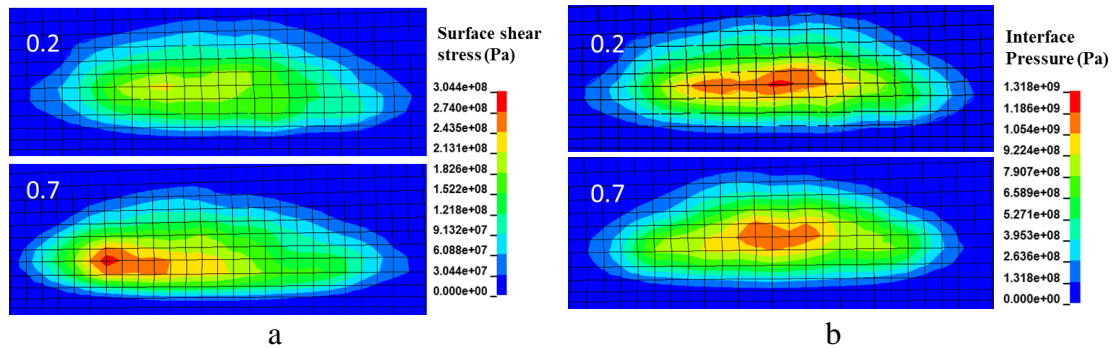 0.2
0.7
Surface shear
stress (Pa)
3.044e+08
2.740e+08
2.435e+08
2.131e+08
1.826e+08
1.522e+08
1.218e+08
9.132e+07
6.088e+07
3.044e+07
0.000e+00
a
0.2
0.7
Interface
Pressure (Pa)
1.318e+09
1.186e+09
1.054e+09
9.224e+08
7.907e+08
6.589e+08
5.271e+08
3.953e+08
2.636e+08
1.318e+08
0.000e+00
b